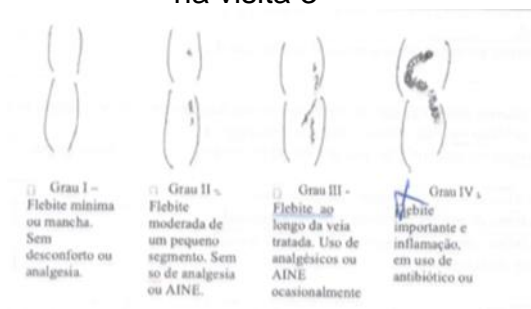 na visita 3
Grau I –
Flebite mínima
ou mancha.
Sem
desconforto ou
analgesia.
Grau II
Flebite
moderada de
um pequeno
segmento. Sem
so de analgesia
ou AINE.
Grau III -
Flebite ao
longo da veia
tratada. Uso de
analgésicos ou
AINE
ocasionalmente
Grau IV
Flebite
importante e
inflamação,
em uso de
antibiótico ou